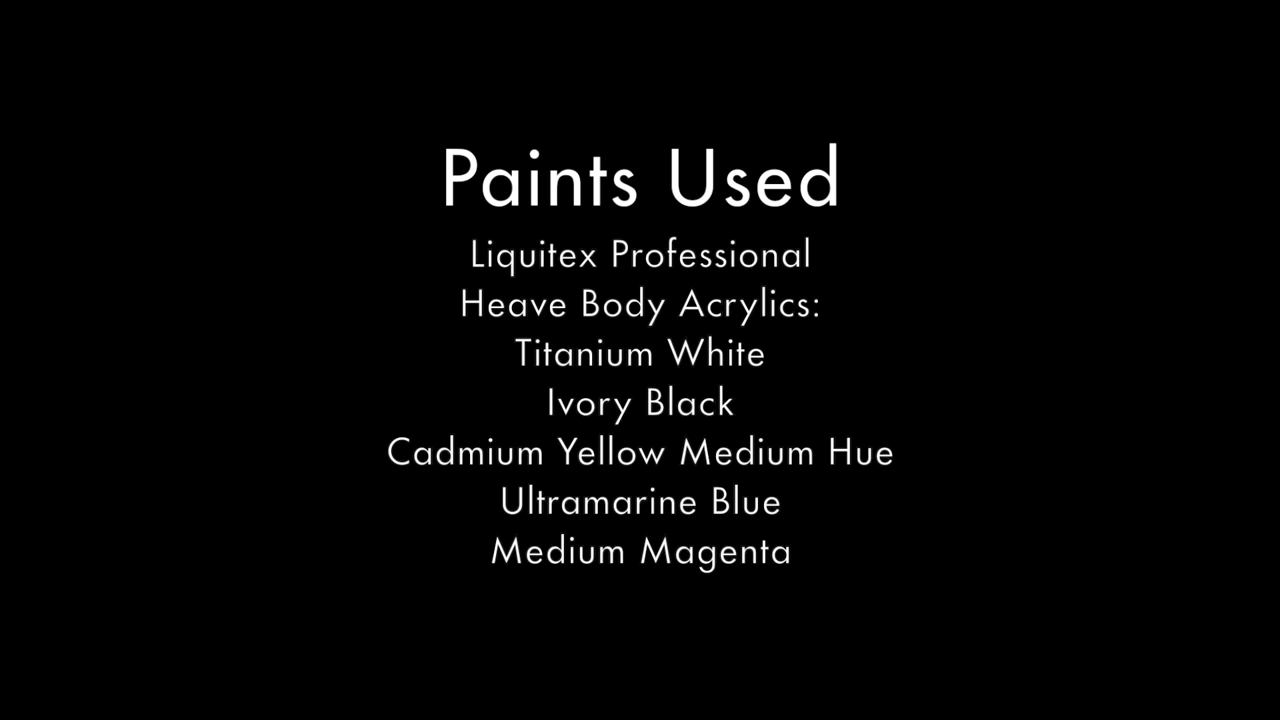 Paints Used
Liquitex Professional
Heave Body Acrylics:
Titanium White
Ivory Black
Cadmium Yellow Medium Hue
Ultramarine Blue
Medium Magenta